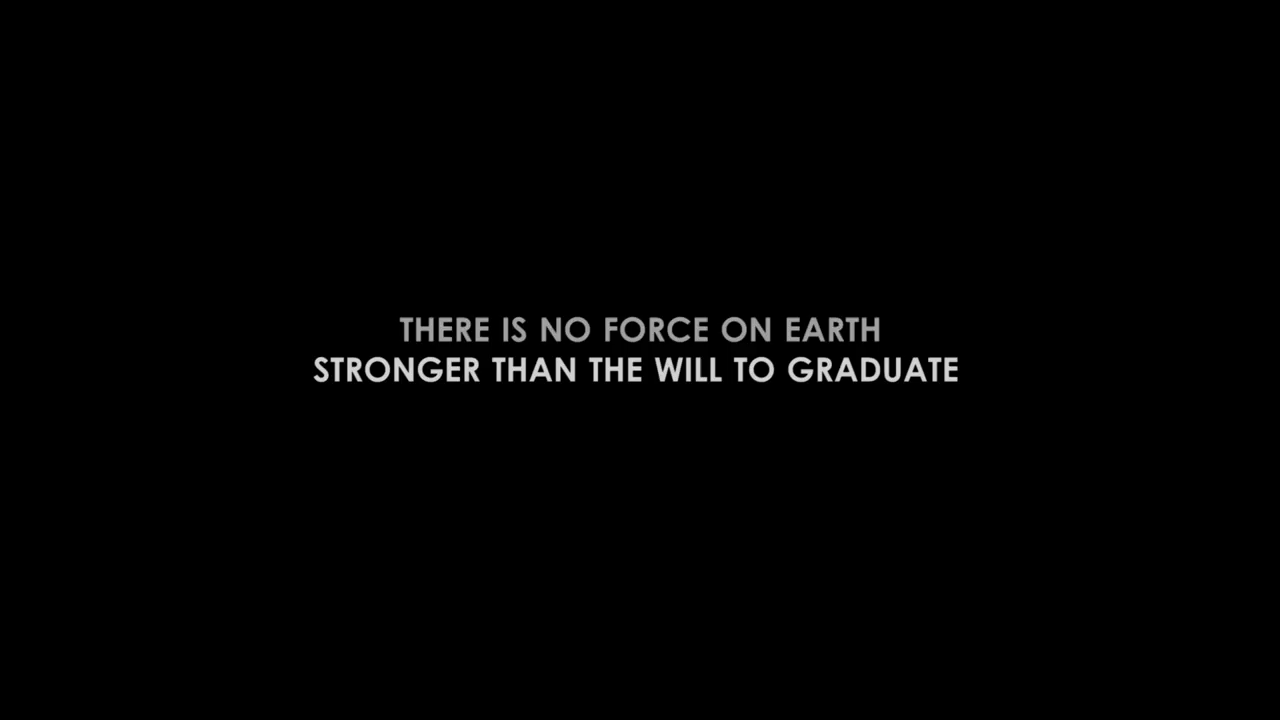 THERE IS NO FORCE ON EARTH
STRONGER THAN THE WILL TO GRADUATE